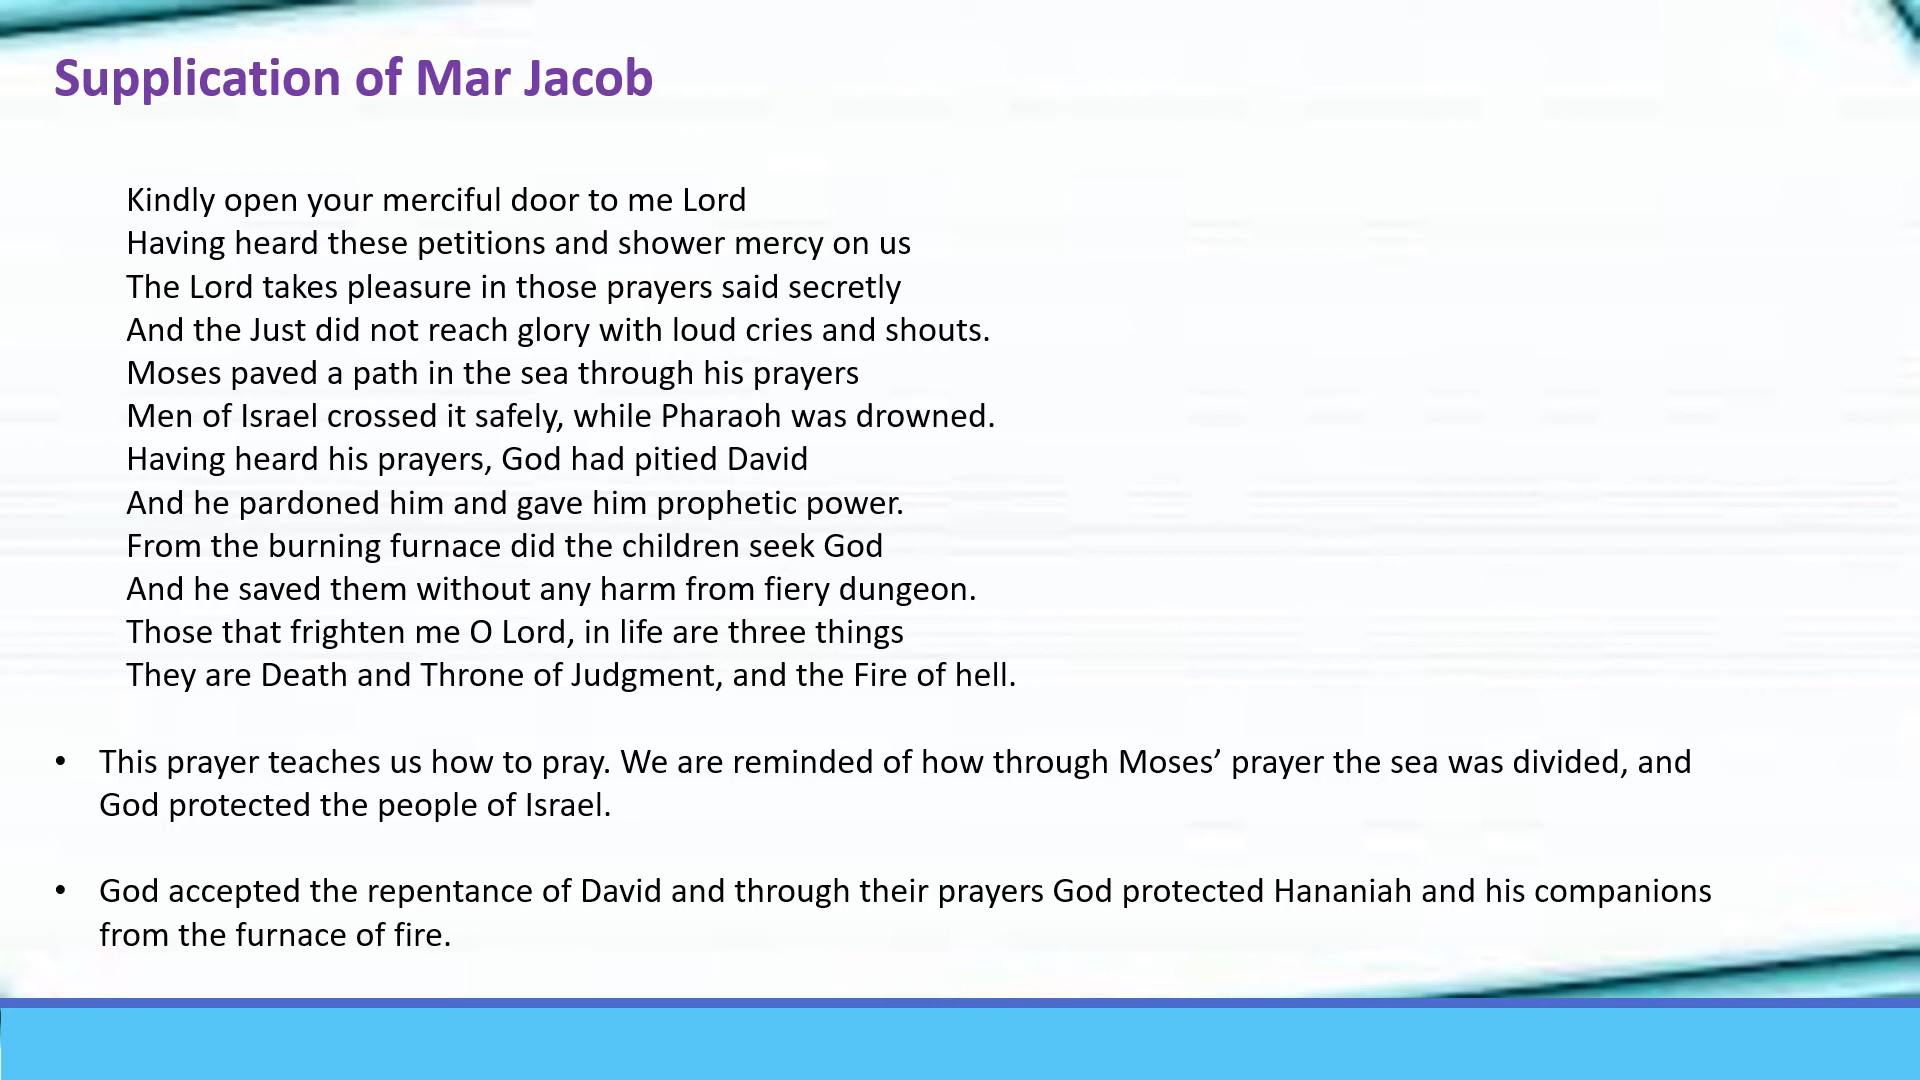 Supplication of Mar Jacob
Kindly open your merciful door to me Lord
Having heard these petitions and shower mercy on us
The Lord takes pleasure in those prayers said secretly
And the Just did not reach glory with loud cries and shouts.
Moses paved a path in the sea through his prayers
Men of Israel crossed it safely, while Pharaoh was drowned.
Having heard his prayers, God had pitied David
And he pardoned him and gave him prophetic power.
From the burning furnace did the children seek God
And he saved them without any harm from fiery dungeon.
Those that frighten me O Lord, in life are three things
They are Death and Throne of Judgment, and the Fire of hell.
• This prayer teaches us how to pray. We are reminded of how through Moses’ prayer the sea was divided, and
God protected the people of Israel.
• God accepted the repentance of David and through their prayers God protected Hananiah and his companions
from the furnace of fire.